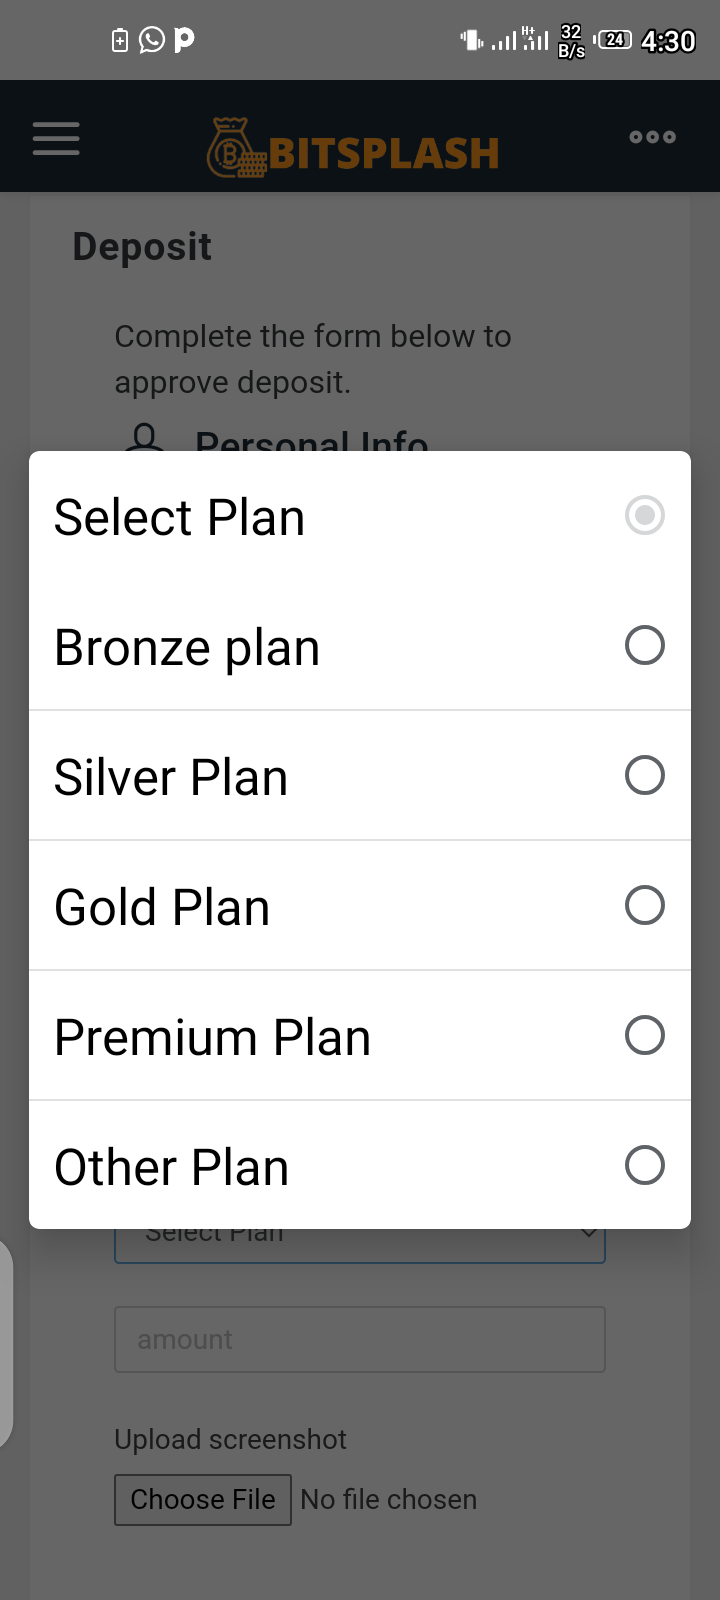 H+
32
B/s
24
4:30
BITSPLASH
Deposit
Complete the form below to
approve deposit.
Personal Info
Select Plan
Bronze plan
Silver Plan
Gold Plan
Premium Plan
Other Plan
Select Plan
amount
Upload screenshot
Choose File No file chosen